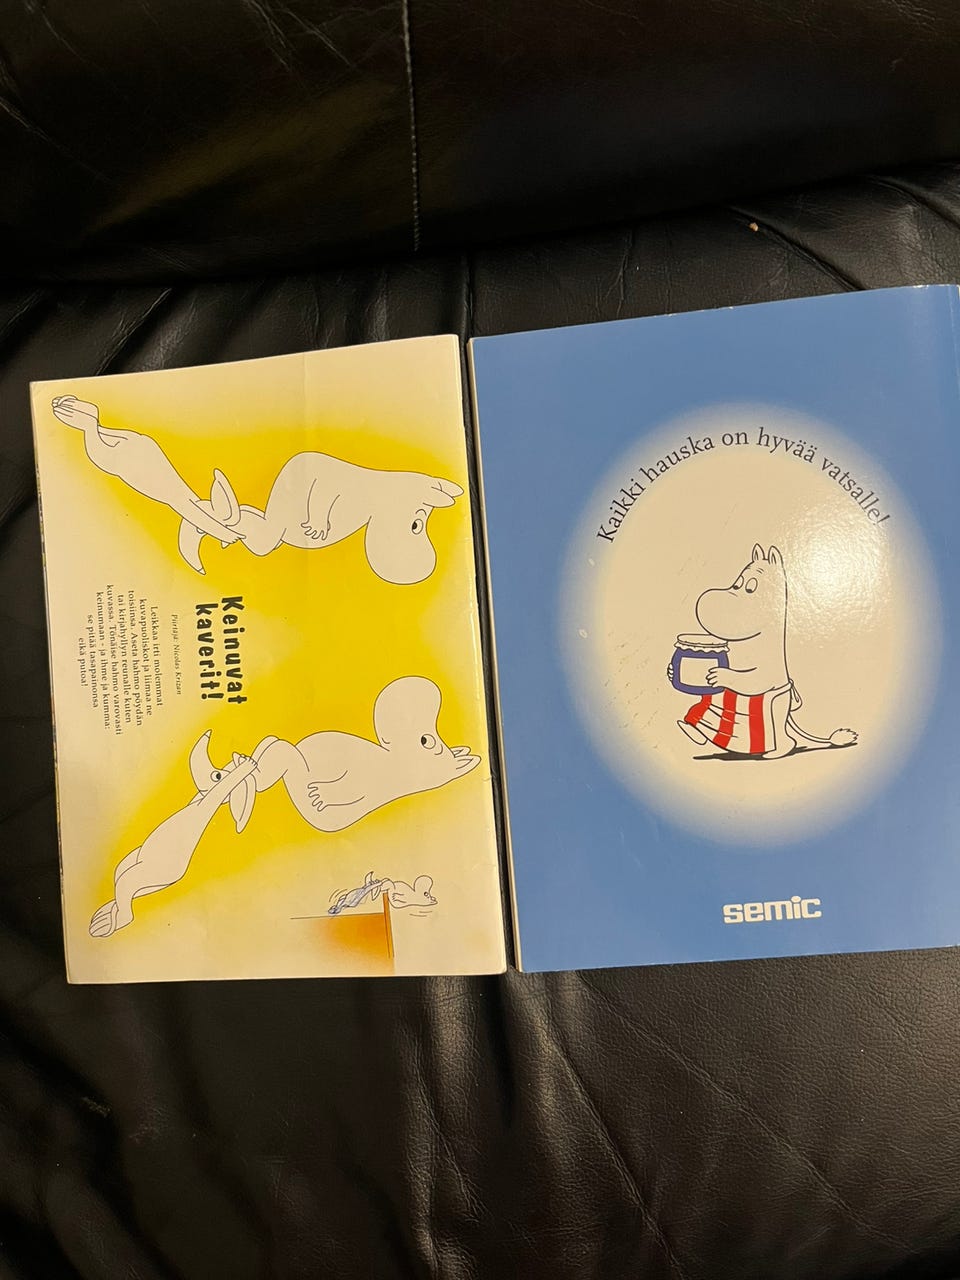 Keinuvat
kaverit!
Piirtäjä: Nicolas Krizan
Leikkaa irti molemmat
kuvapuoliskot ja liimaa ne
toisiinsa. Aseta hahmo pöydän
tai kirjahyllyn reunalle kuten
kuvassa. Tönäise hahmo varovasti
keinumaan - ja ihme ja kumma:
se pitää tasapainonsa
eikä putoa!
Kaikki hauska on hyvää vatsalle!
semic